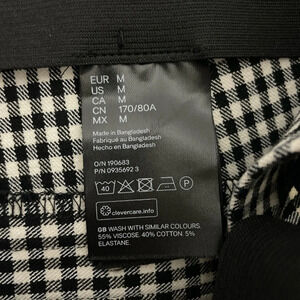 EUR M
US M
CA M
CN 170/80A
MX M
Made in Bangladesh
Fabriqué en Bangladesh
Hecho en Bangladesh
O/N 190683
P/N 0935692 3
40
P
clevercare.info
GB WASH WITH SIMILAR COLOURS.
55% VISCOSE. 40% COTTON. 5%
ELASTANE.